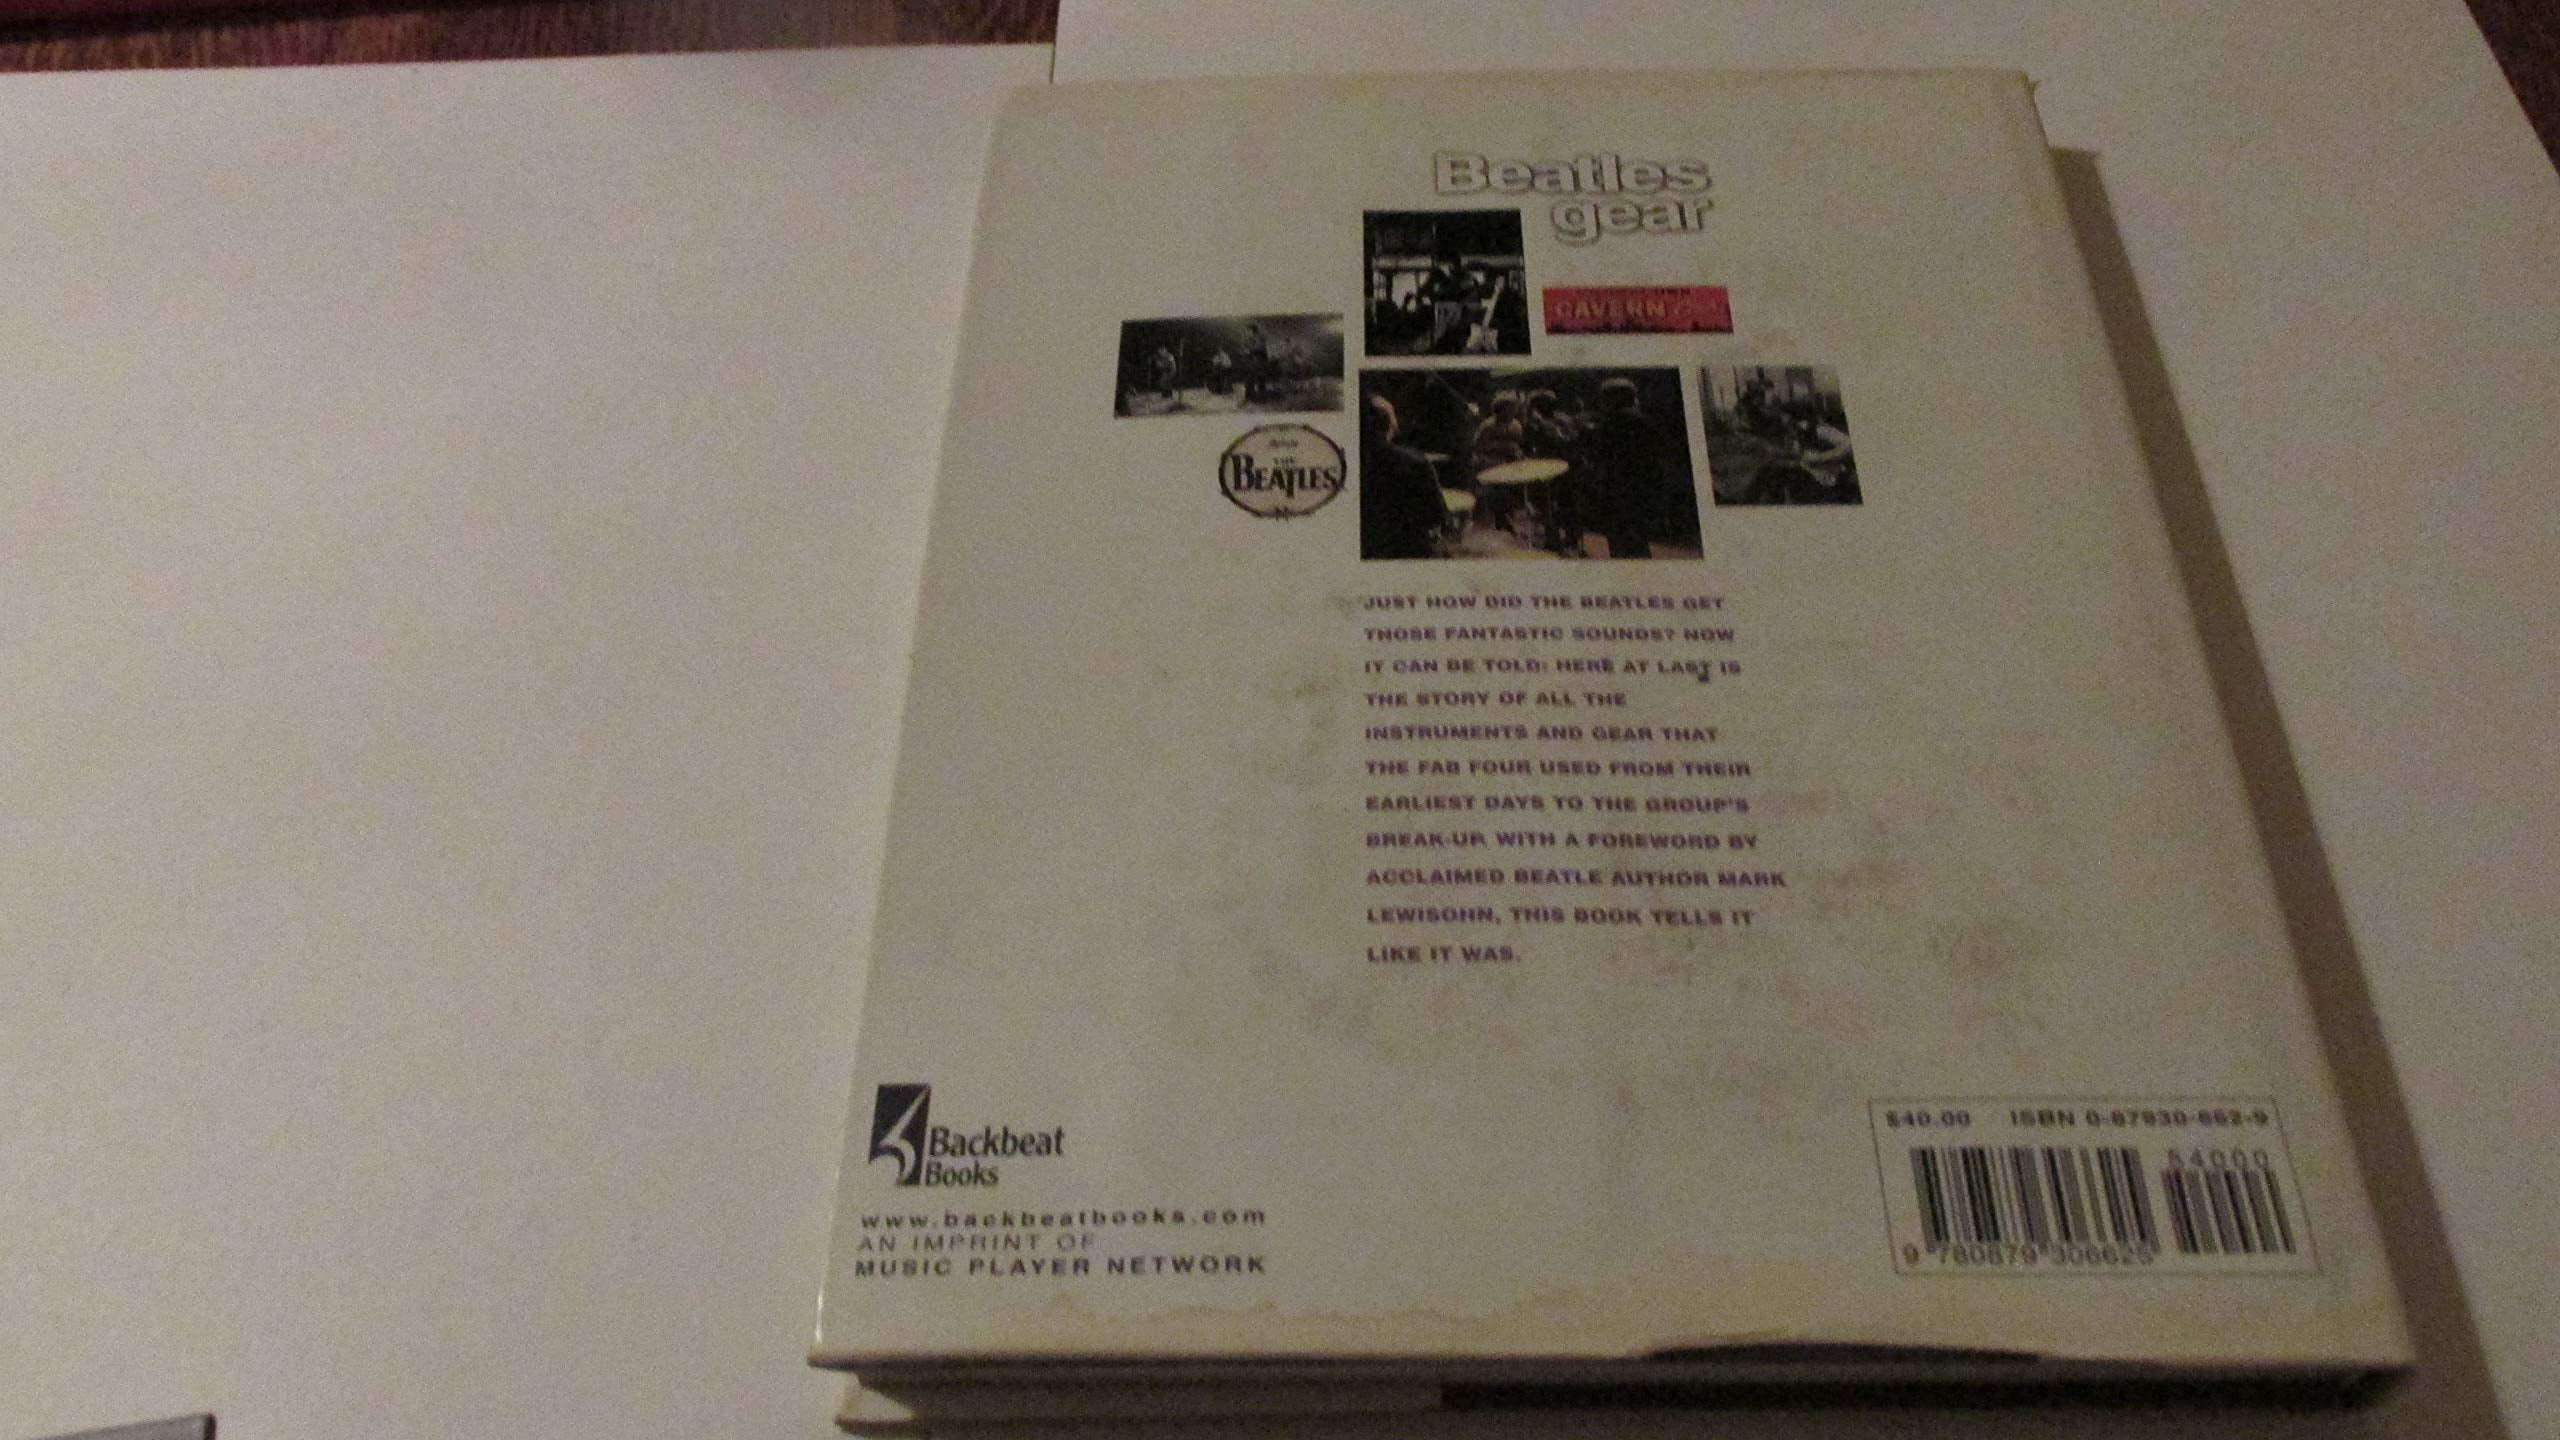 Beatles
gear
CAVERN
THE
BEATLES
JUST HOW DID THE BEATLES GET
THOSE FANTASTIC SOUNDS? NOW
IT CAN BE TOLD: HERE AT LAST IS
THE STORY OF ALL THE
INSTRUMENTS AND GEAR THAT
THE FAB FOUR USED FROM THEIR
EARLIEST DAYS TO THE GROUP'S
BREAK-UP. WITH A FOREWORD BY
ACCLAIMED BEATLE AUTHOR MARK
LEWISOHN, THIS BOOK TELLS IT
LIKE IT WAS.
Backbeat
Books
www.backbeatbooks.com
AN IMPRINT OF
MUSIC PLAYER NETWORK
$40.00 ISBN 0-87930-662-9
54000
9 780879 306625